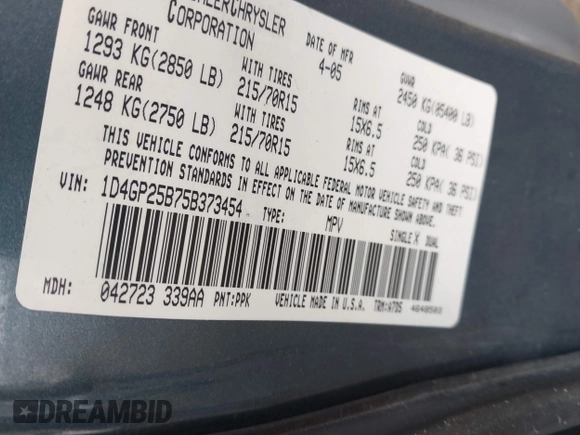 CORPORATION
DATE OF MFR
4-05
GVWR
2450 KG(05400 LB)
GAWR FRONT
1293 KG(2850 LB)
WITH TIRES
215/70R15
RIMS AT
15X6.5
COLD
250 KPA( 36 PSI)
GAWR REAR
1248 KG(2750 LB)
WITH TIRES
215/70R15
RIMS AT
15X6.5
COLD
250 KPA( 36 PSI)
THIS VEHICLE CONFORMS TO ALL APPLICABLE FEDERAL MOTOR VEHICLE SAFETY AND THEFT
PREVENTION STANDARDS IN EFFECT ON THE DATE OF MANUFACTURE SHOWN ABOVE.
VIN: 1D4GP25B75B373454 TYPE: MPV SINGLE X DUAL
MDH: 042723 339AA PNT:PPK VEHICLE MADE IN U.S.A. TRM:A7D5
DREAMBID